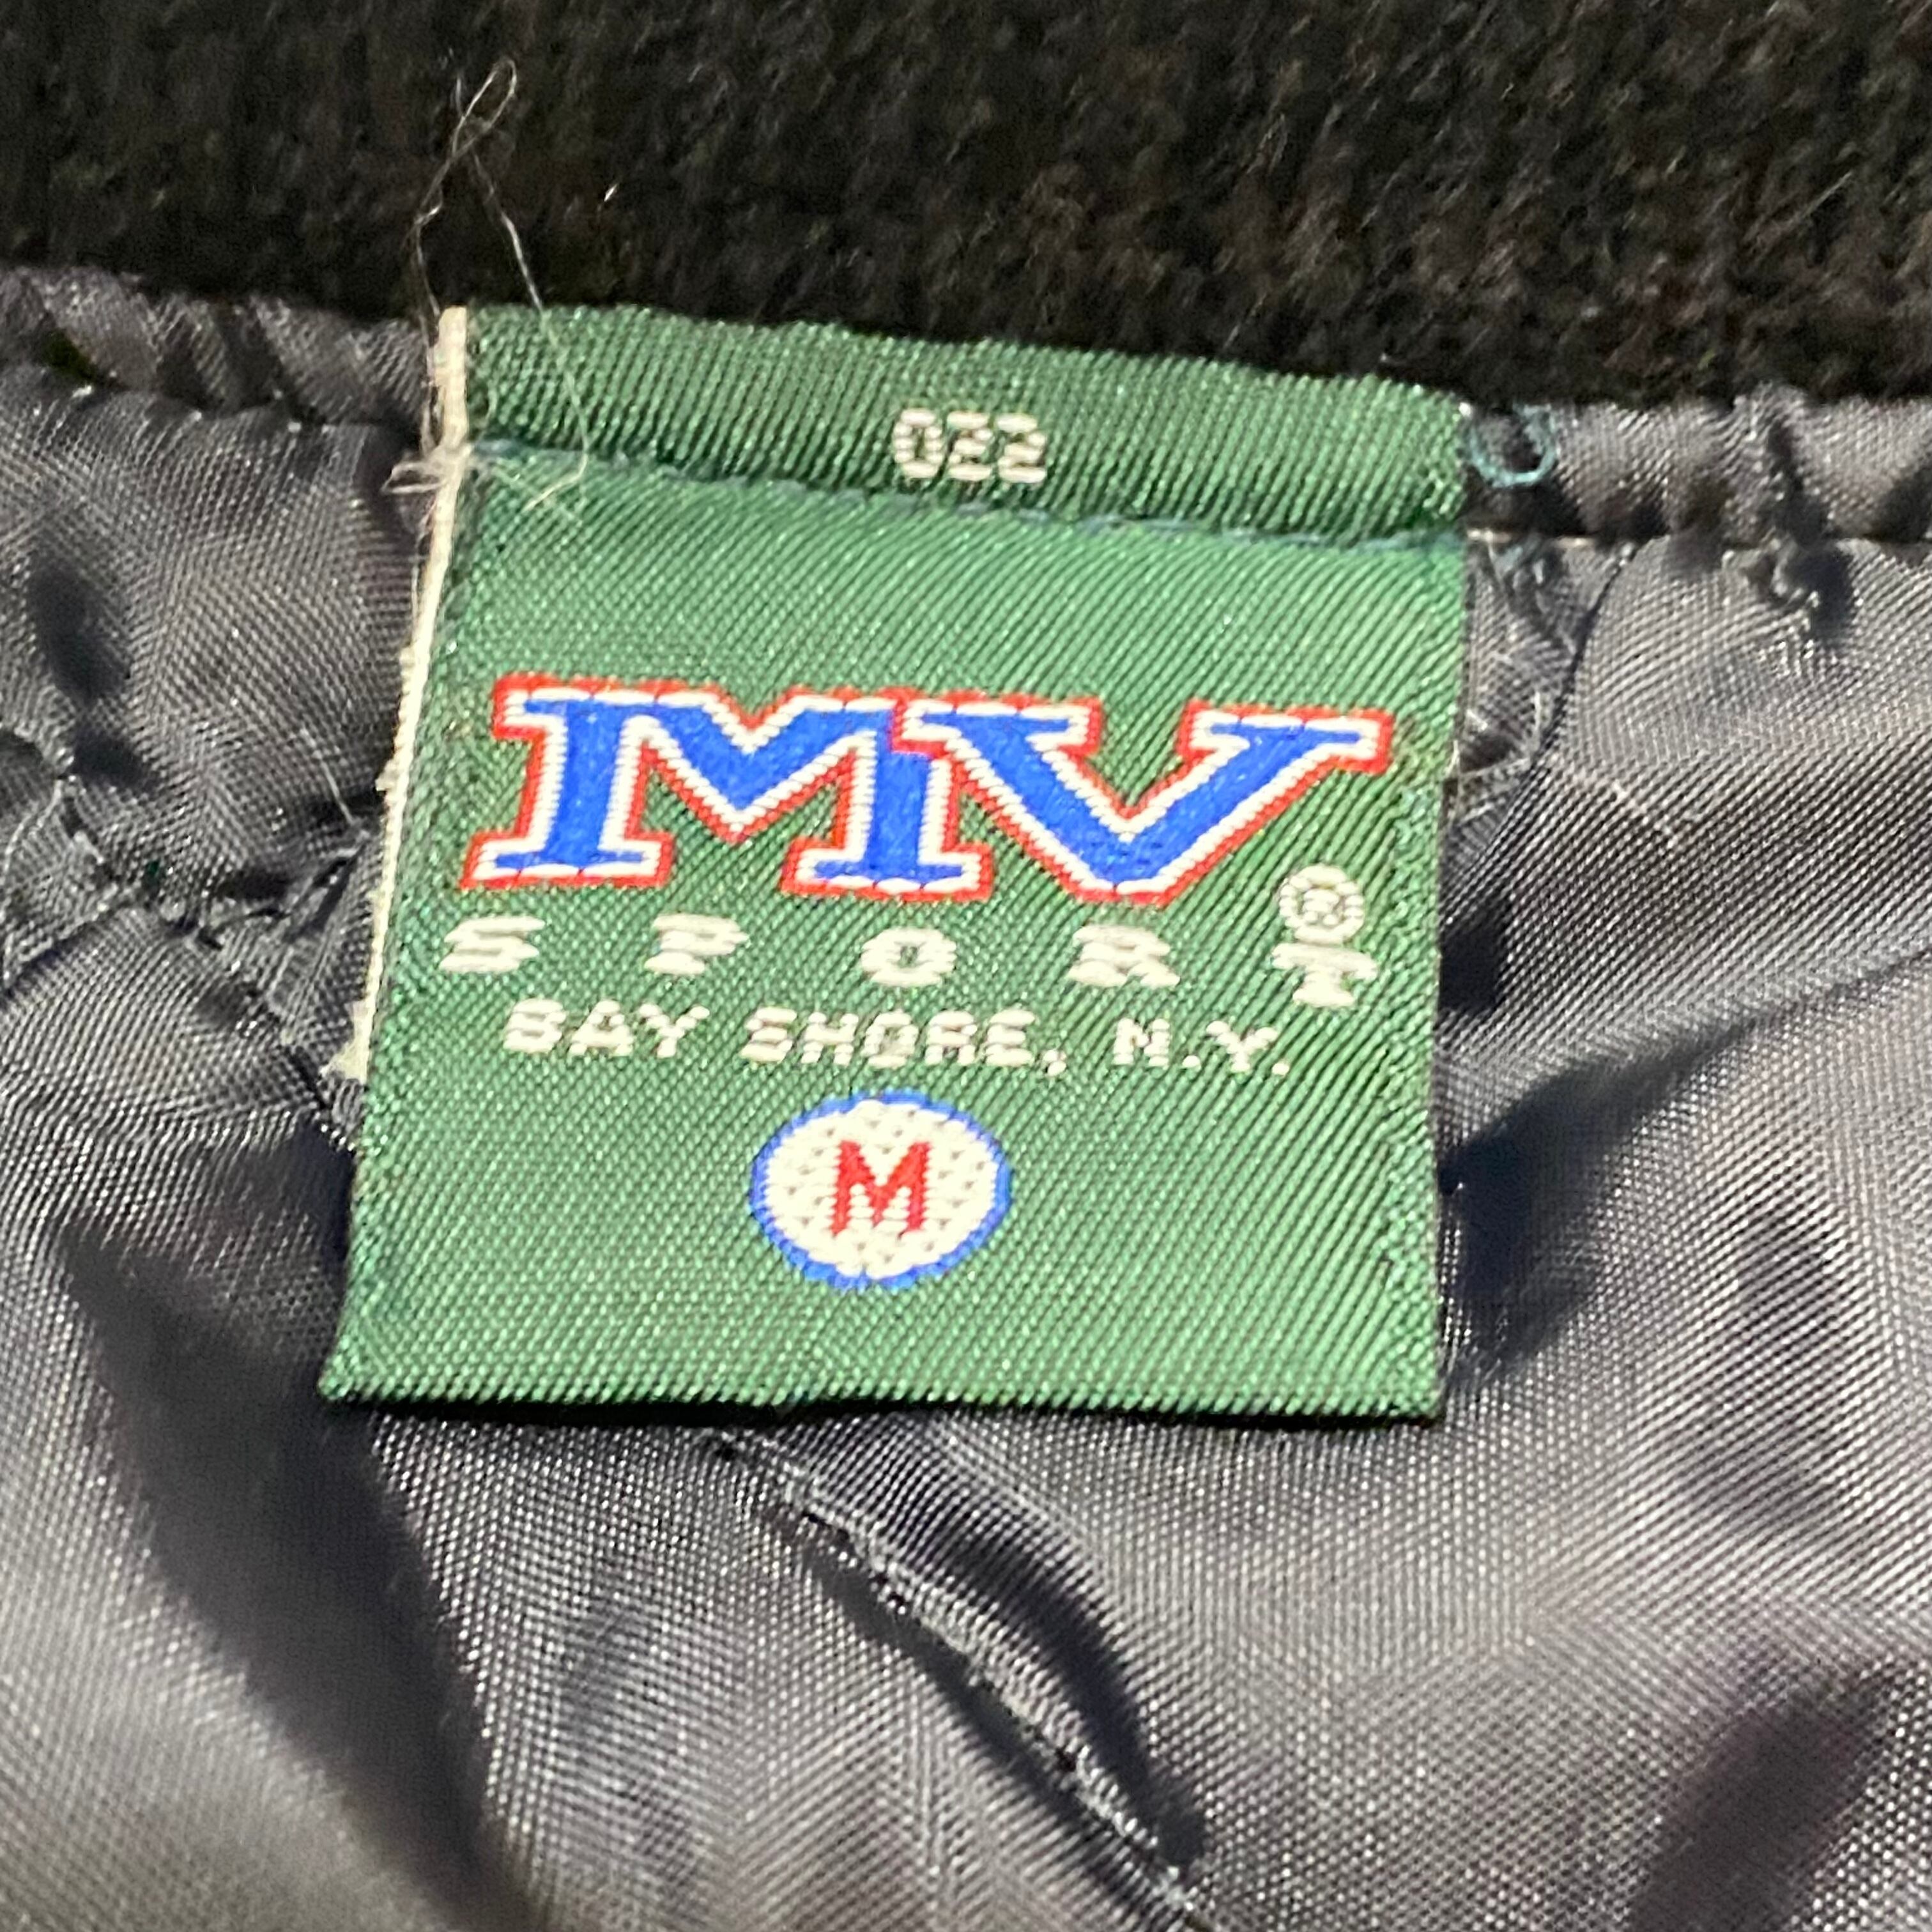 022
MV
SPORT®
BAY SHORE, N.Y.
M